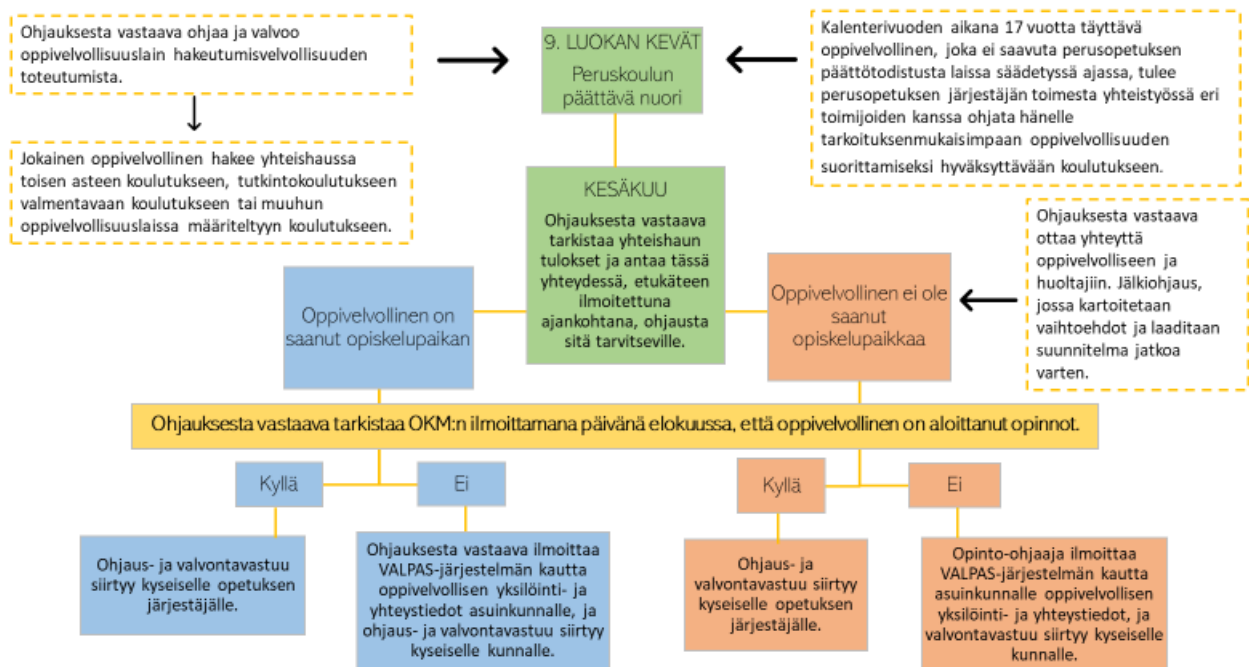 Ohjauksesta vastaava ohjaa ja valvoo
oppivelvollisuuslain hakeutumisvelvollisuuden
toteutumista.
9. LUOKAN KEVÄT
Peruskoulun
päättävä nuori
Kalenterivuoden aikana 17 vuotta täyttävä
oppivelvollinen, joka ei saavuta perusopetuksen
päättötodistusta laissa säädetyssä ajassa, tulee
perusopetuksen järjestäjän toimesta yhteistyössä eri
toimijoiden kanssa ohjata hänelle
tarkoituksenmukaisimpaan oppivelvollisuuden
suorittamiseksi hyväksyttävään koulutukseen.
Jokainen oppivelvollinen hakee yhteishaussa
toisen asteen koulutukseen, tutkintokoulutukseen
valmentavaan koulutukseen tai muuhun
oppivelvollisuuslaissa määriteltyyn koulutukseen.
KESÄKUU
Ohjauksesta vastaava
tarkistaa yhteishaun
tulokset ja antaa tässä
yhteydessä, etukäteen
ilmoitettuna
ajankohtana, ohjausta
sitä tarvitseville.
Ohjauksesta vastaava
ottaa yhteyttä
oppivelvolliseen ja
huoltajiin. Jälkiohjaus,
jossa kartoitetaan
vaihtoehdot ja laaditaan
suunnitelma jatkoa
varten.
Oppivelvollinen on
saanut opiskelupaikan
Oppivelvollinen ei ole
saanut
opiskelupaikkaa
Ohjauksesta vastaava tarkistaa OKM:n ilmoittamana päivänä elokuussa, että oppivelvollinen on aloittanut opinnot.
Kyllä
Ei
Kyllä
Ei
Ohjaus- ja valvontavastuu
siirtyy kyseiselle opetuksen
järjestäjälle.
Ohjauksesta vastaava ilmoittaa
VALPAS-järjestelmän kautta
oppivelvollisen yksilöinti- ja
yhteystiedot asuinkunnalle, ja
ohjaus- ja valvontavastuu siirtyy
kyseiselle kunnalle.
Ohjaus- ja
valvontavastuu siirtyy
kyseiselle opetuksen
järjestäjälle.
Opinto-ohjaaja ilmoittaa
VALPAS-järjestelmän kautta
asuinkunnalle oppivelvollisen
yksilöinti- ja yhteystiedot, ja
valvontavastuu siirtyy kyseiselle
kunnalle.